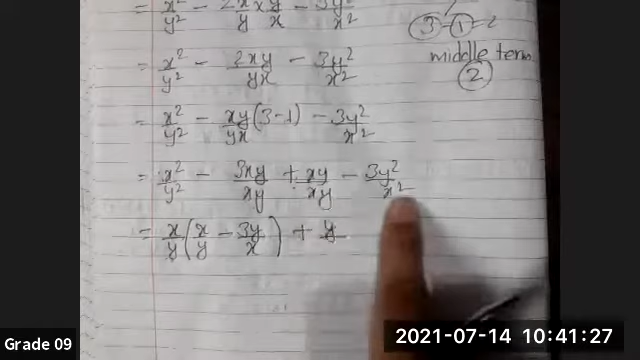 = x²/y² - 2x/y × y/x - 3y²/x²
= x²/y² - 2xy/yx - 3y²/x²
= x²/y² - xy/yx (3-1) - 3y²/x²
= x²/y² - 3xy/xy + xy/xy - 3y²/x²
= x/y (x/y - 3y/x) + y
3 - 1 = 2
middle term
2
Grade 09
2021-07-14 10:41:27